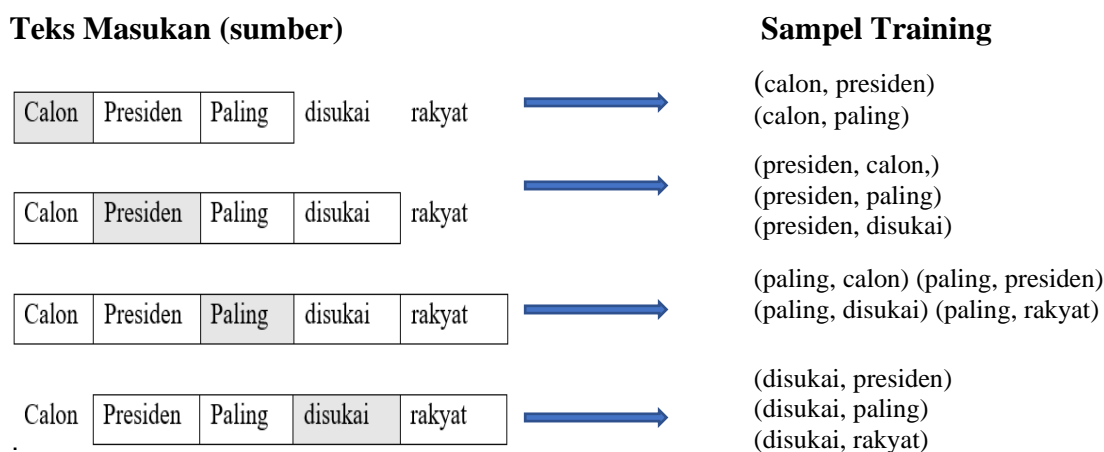 Teks Masukan (sumber)
Sampel Training
Calon Presiden Paling disukai rakyat
(calon, presiden)
(calon, paling)
Calon Presiden Paling disukai rakyat
(presiden, calon,)
(presiden, paling)
(presiden, disukai)
Calon Presiden Paling disukai rakyat
(paling, calon) (paling, presiden)
(paling, disukai) (paling, rakyat)
Calon Presiden Paling disukai rakyat
(disukai, presiden)
(disukai, paling)
(disukai, rakyat)
.